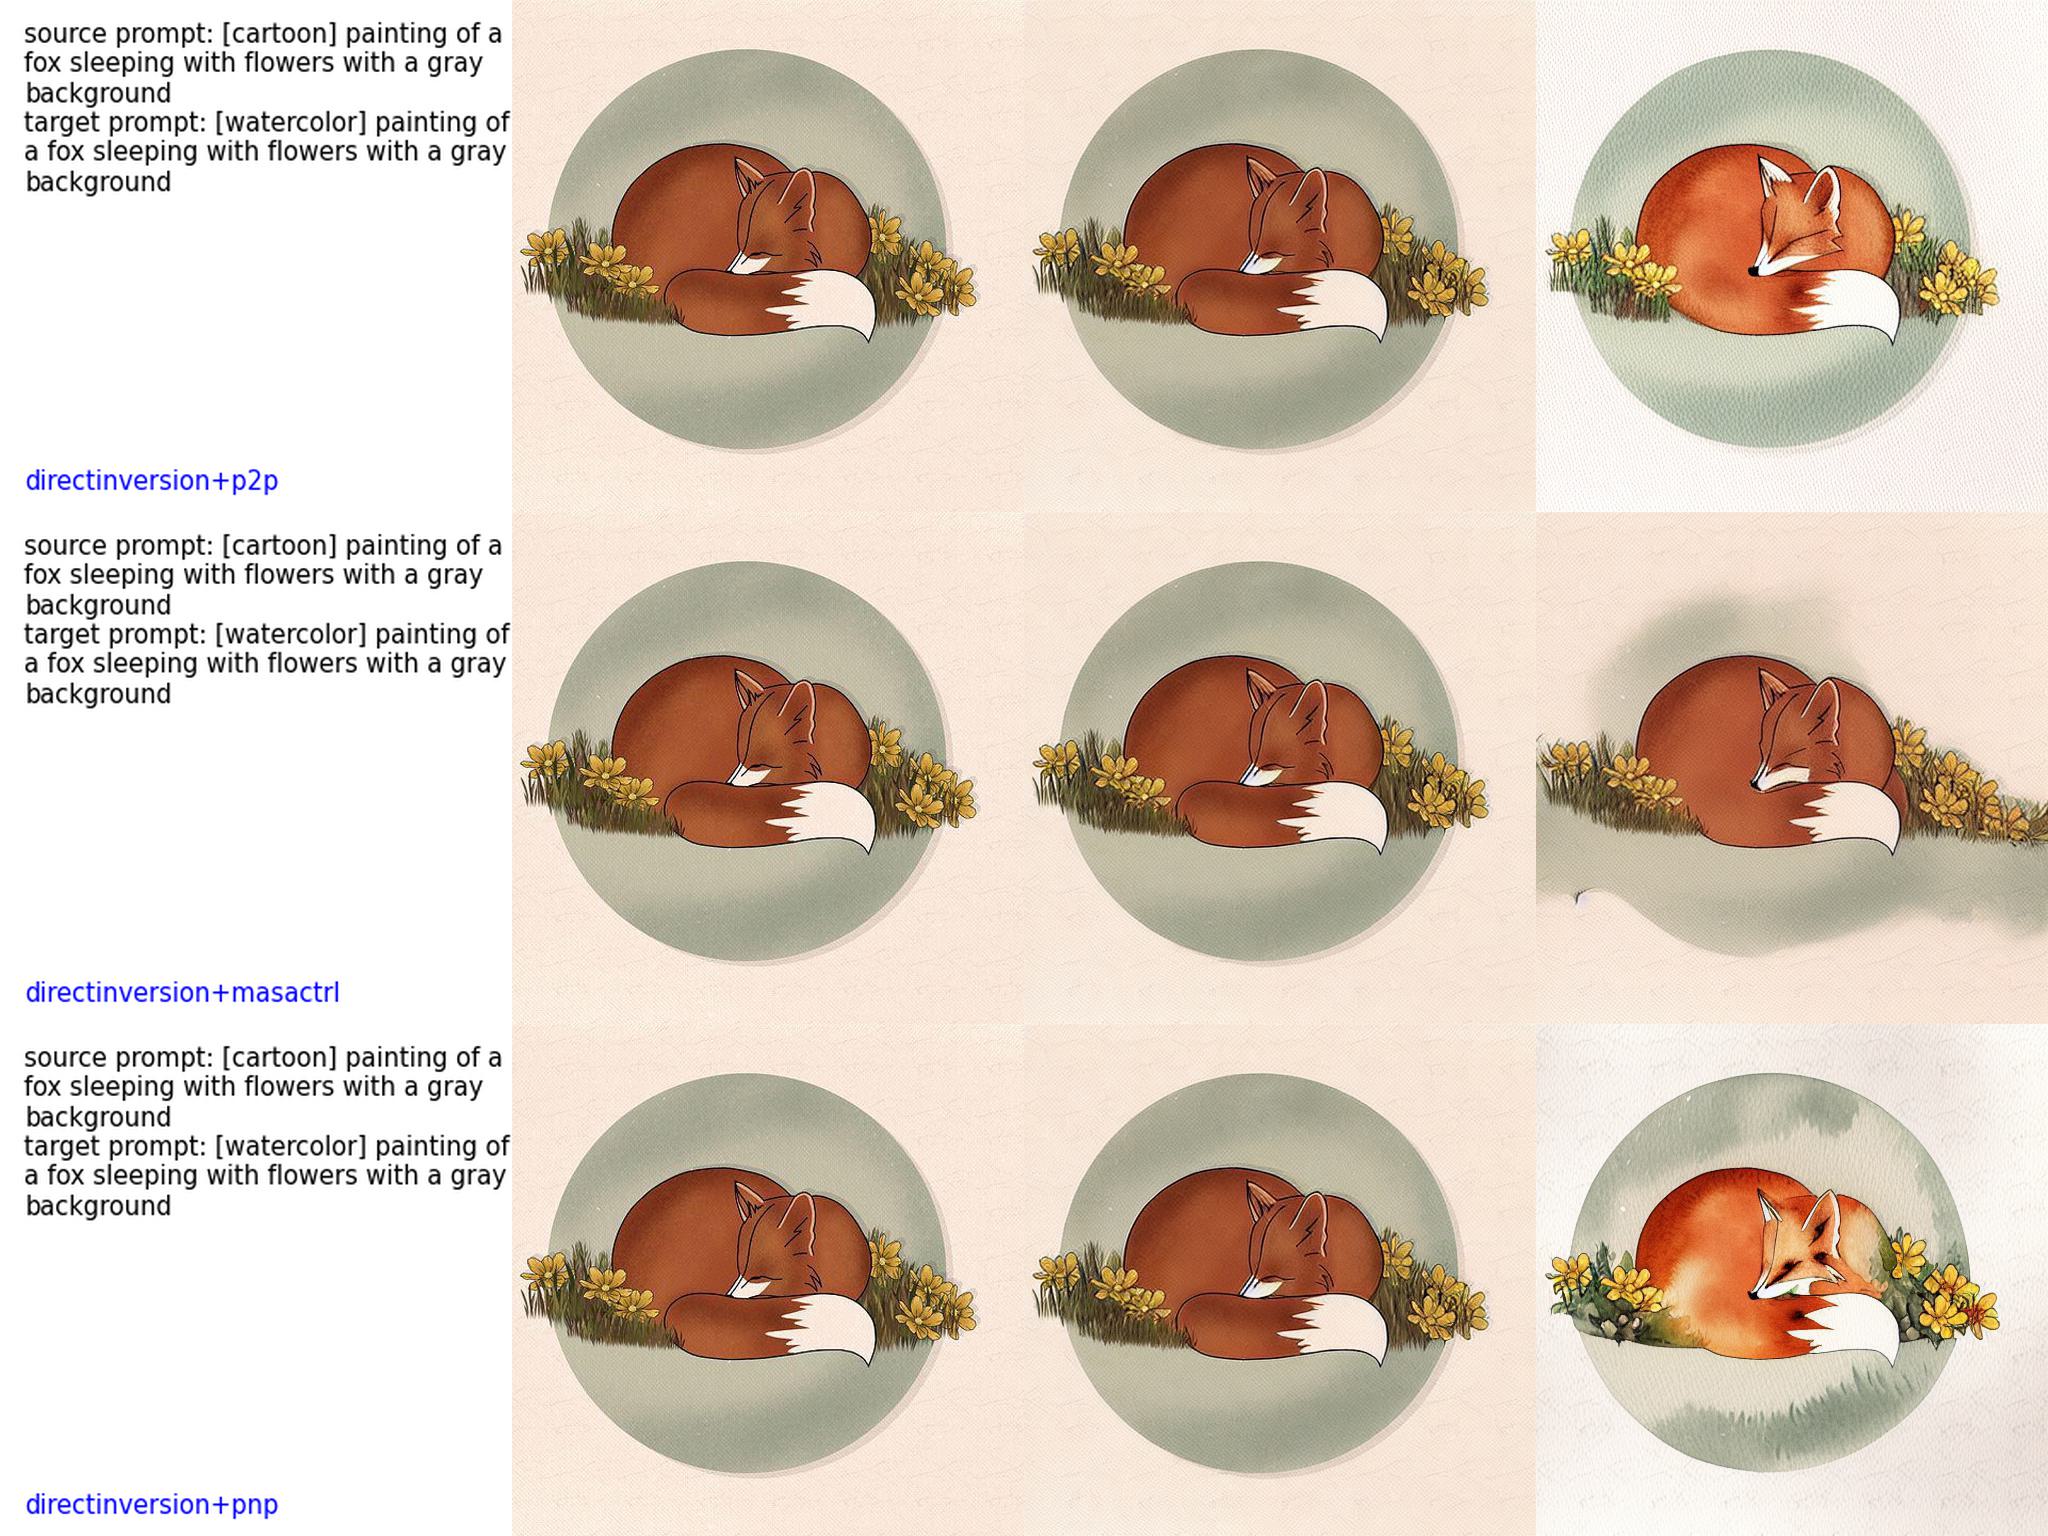 source prompt: [cartoon] painting of a
fox sleeping with flowers with a gray
background
target prompt: [watercolor] painting of
a fox sleeping with flowers with a gray
background
directinversion+p2p
source prompt: [cartoon] painting of a
fox sleeping with flowers with a gray
background
target prompt: [watercolor] painting of
a fox sleeping with flowers with a gray
background
directinversion+masactrl
source prompt: [cartoon] painting of a
fox sleeping with flowers with a gray
background
target prompt: [watercolor] painting of
a fox sleeping with flowers with a gray
background
directinversion+pnp